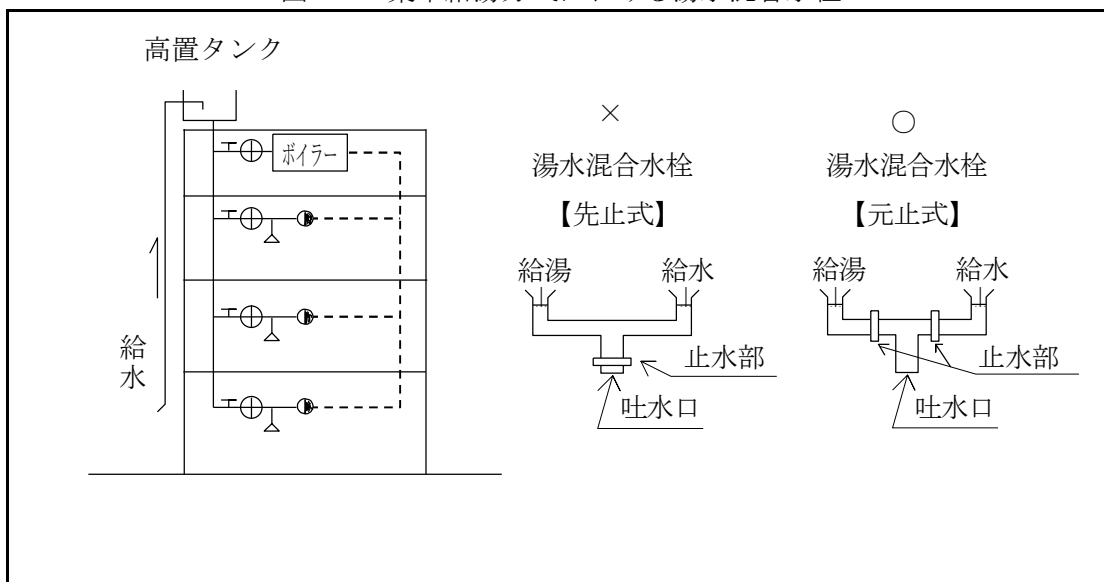 高置タンク
ボイラー
給水
×
湯水混合水栓
【先止式】
給湯
給水
止水部
吐水口
○
湯水混合水栓
【元止式】
給湯
給水
止水部
吐水口